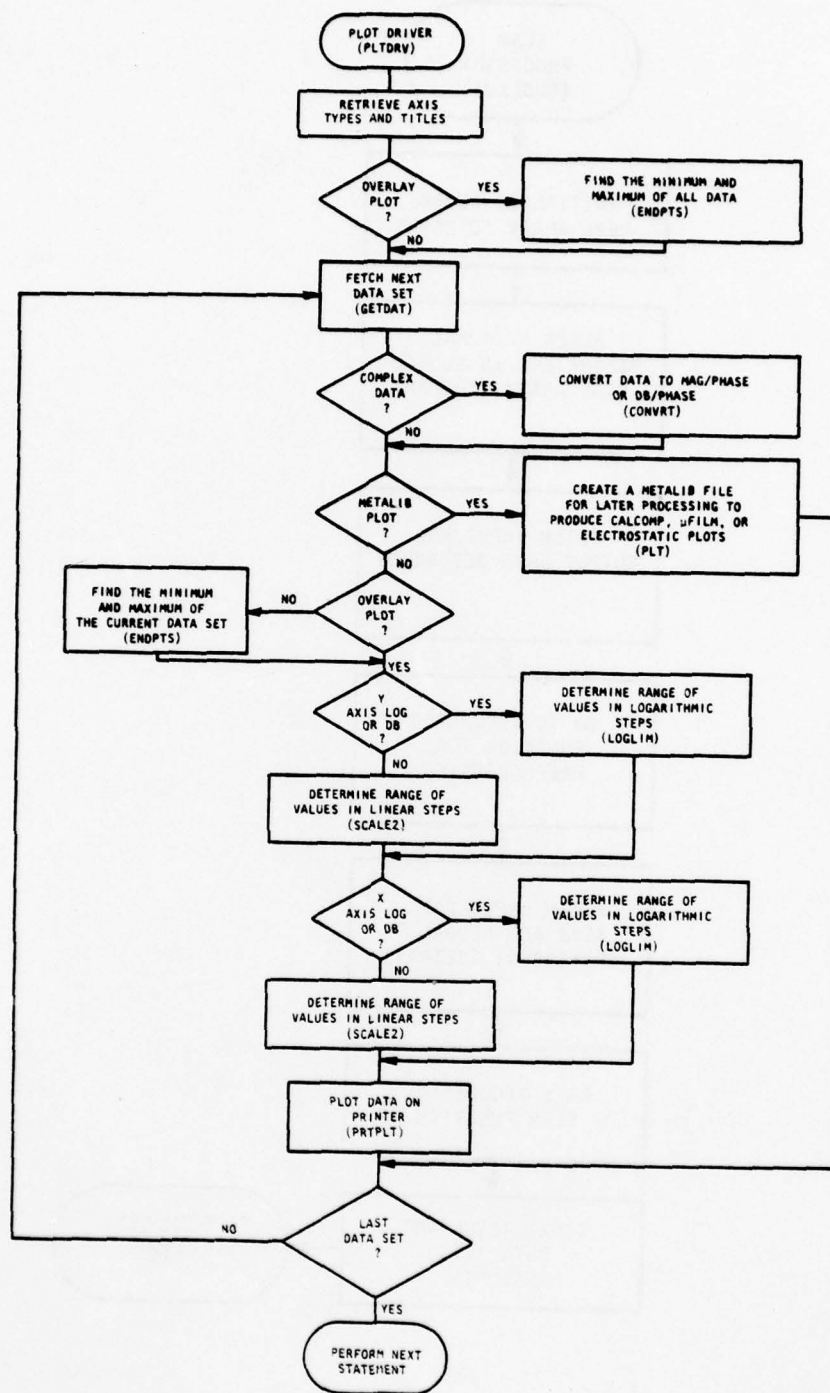 PLOT DRIVER
(PLTDRV)
RETRIEVE AXIS
TYPES AND TITLES
OVERLAY
PLOT
?
YES
FIND THE MINIMUM AND
MAXIMUM OF ALL DATA
(ENDPTS)
NO
FETCH NEXT
DATA SET
(GETDAT)
COMPLEX
DATA
?
YES
CONVERT DATA TO MAG/PHASE
OR DB/PHASE
(CONVRT)
NO
METALIB
PLOT
?
YES
CREATE A METALIB FILE
FOR LATER PROCESSING TO
PRODUCE CALCOMP, µFILM, OR
ELECTROSTATIC PLOTS
(PLT)
NO
FIND THE MINIMUM
AND MAXIMUM OF
THE CURRENT DATA SET
(ENDPTS)
NO
OVERLAY
PLOT
?
YES
Y
AXIS LOG
OR DB
?
YES
DETERMINE RANGE OF
VALUES IN LOGARITHMIC
STEPS
(LOGLIM)
NO
DETERMINE RANGE OF
VALUES IN LINEAR STEPS
(SCALE2)
X
AXIS LOG
OR DB
?
YES
DETERMINE RANGE OF
VALUES IN LOGARITHMIC
STEPS
(LOGLIM)
NO
DETERMINE RANGE OF
VALUES IN LINEAR STEPS
(SCALE2)
PLOT DATA ON
PRINTER
(PRTPLT)
NO
LAST
DATA SET
?
YES
PERFORM NEXT
STATEMENT